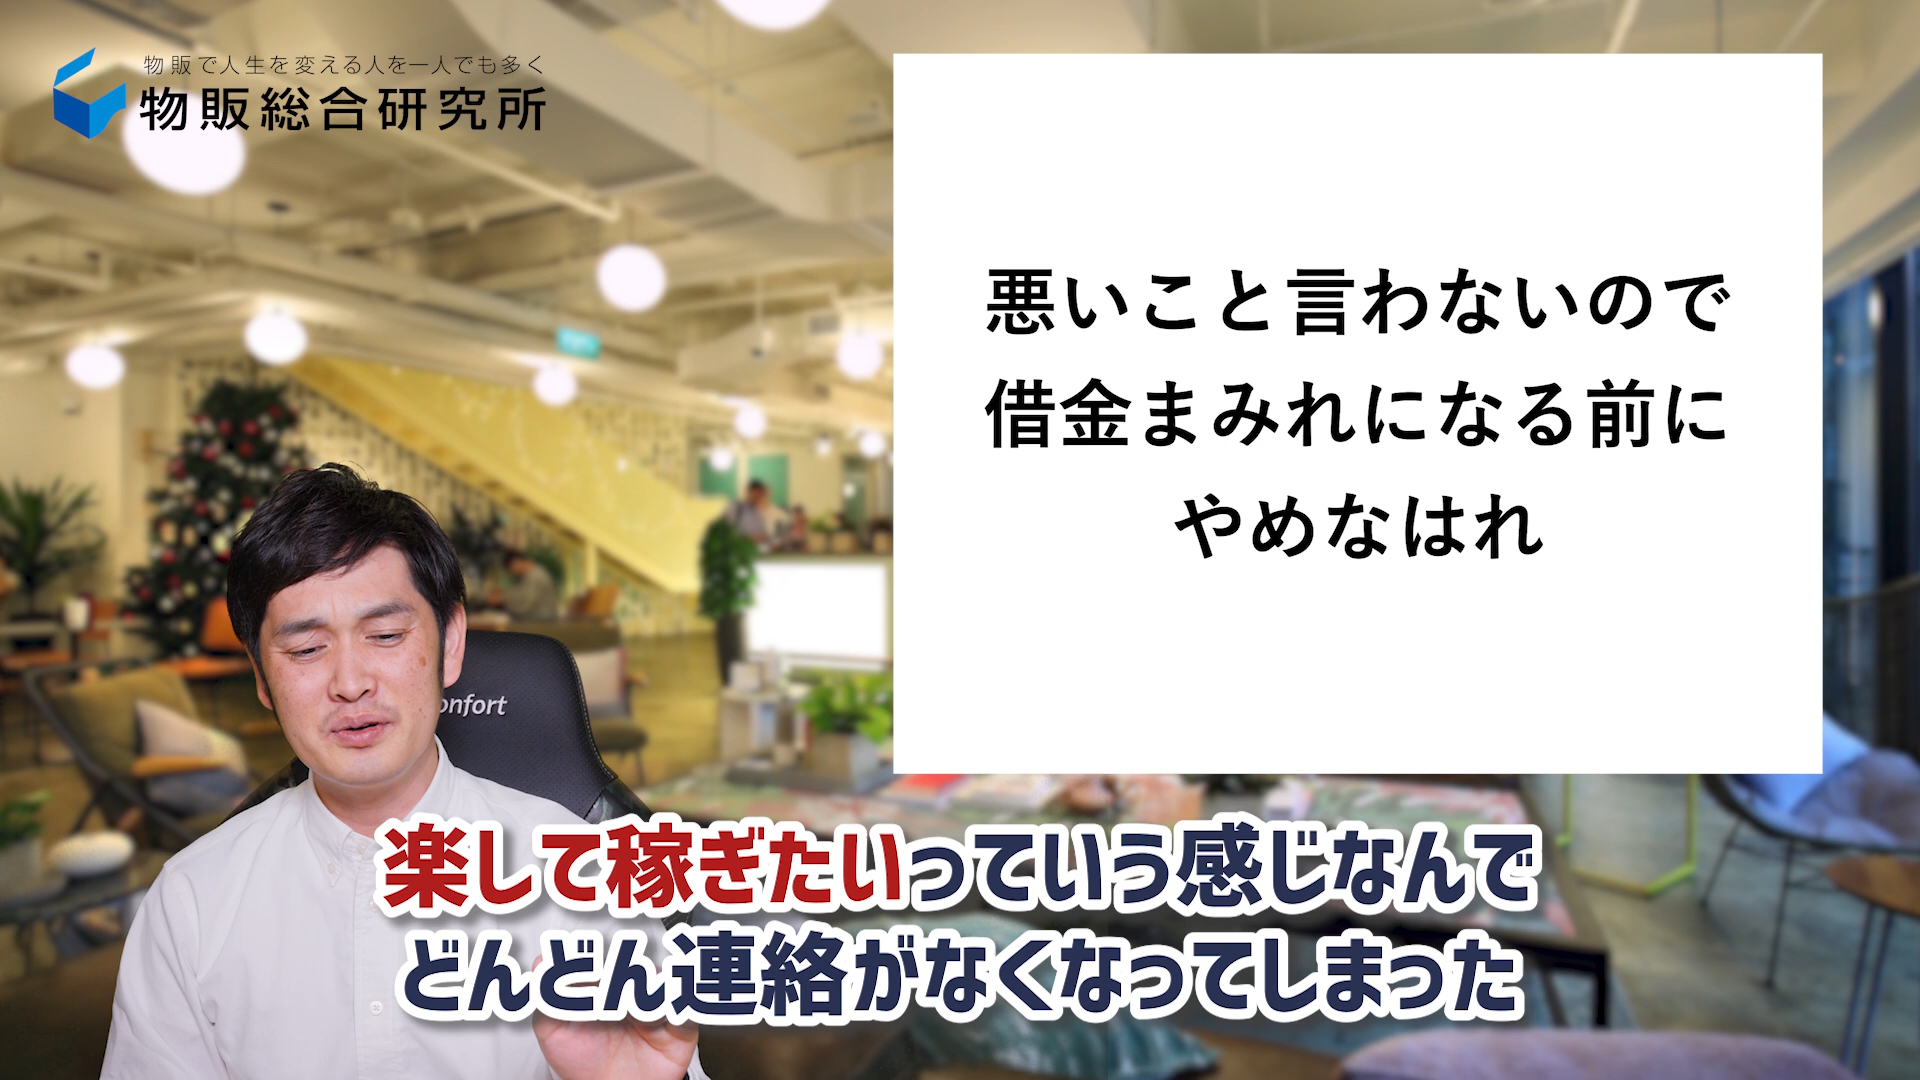 物販で人生を変える人を一人でも多く
物販総合研究所
悪いこと言わないので
借金まみれになる前に
やめなはれ
onfort
楽して稼ぎたいっていう感じなんで
どんどん連絡がなくなってしまった